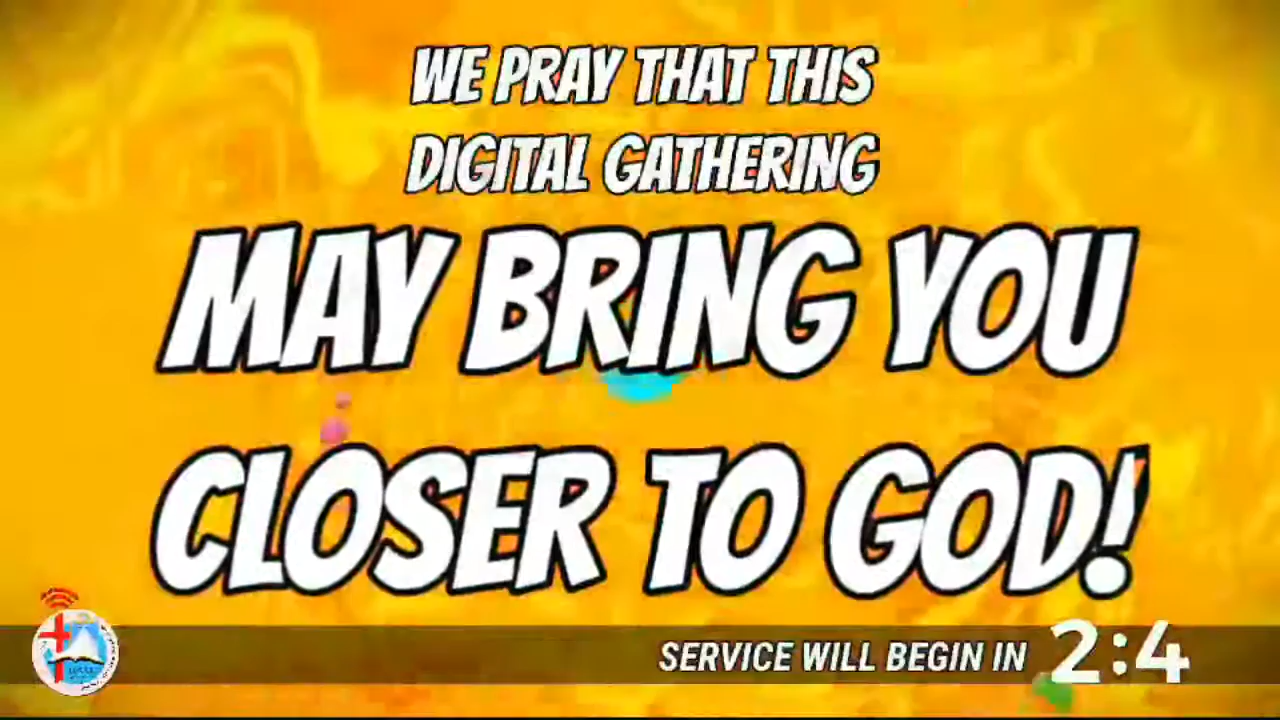 WE PRAY THAT THIS
DIGITAL GATHERING
MAY BRING YOU
CLOSER TO GOD!
SERVICE WILL BEGIN IN 2:4